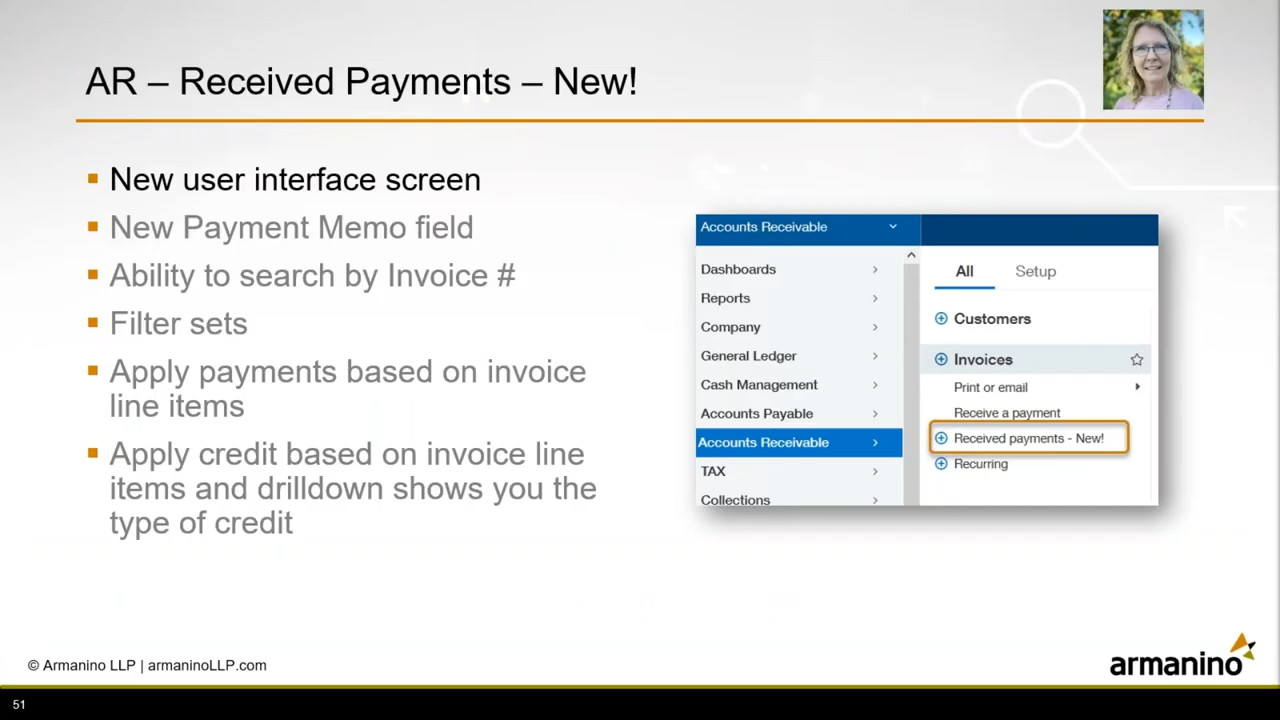 AR – Received Payments – New!
New user interface screen
New Payment Memo field
Ability to search by Invoice #
Filter sets
Apply payments based on invoice
line items
Apply credit based on invoice line
items and drilldown shows you the
type of credit
Accounts Receivable
Dashboards
Reports
Company
General Ledger
Cash Management
Accounts Payable
Accounts Receivable
TAX
Collections
All Setup
Customers
Invoices
Print or email
Receive a payment
Received payments - New!
Recurring
© Armanino LLP | armaninoLLP.com
armanino
51